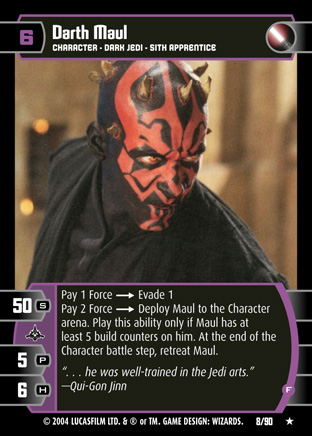 6 Darth Maul
CHARACTER • DARK JEDI - SITH APPRENTICE
50 S
5 P
6 H
Pay 1 Force → Evade 1
Pay 2 Force → Deploy Maul to the Character
arena. Play this ability only if Maul has at
least 5 build counters on him. At the end of the
Character battle step, retreat Maul.
“. . . he was well-trained in the Jedi arts.”
—Qui-Gon Jinn
F
© 2004 LUCASFILM LTD. & ® or TM. GAME DESIGN: WIZARDS. 8/90 ★